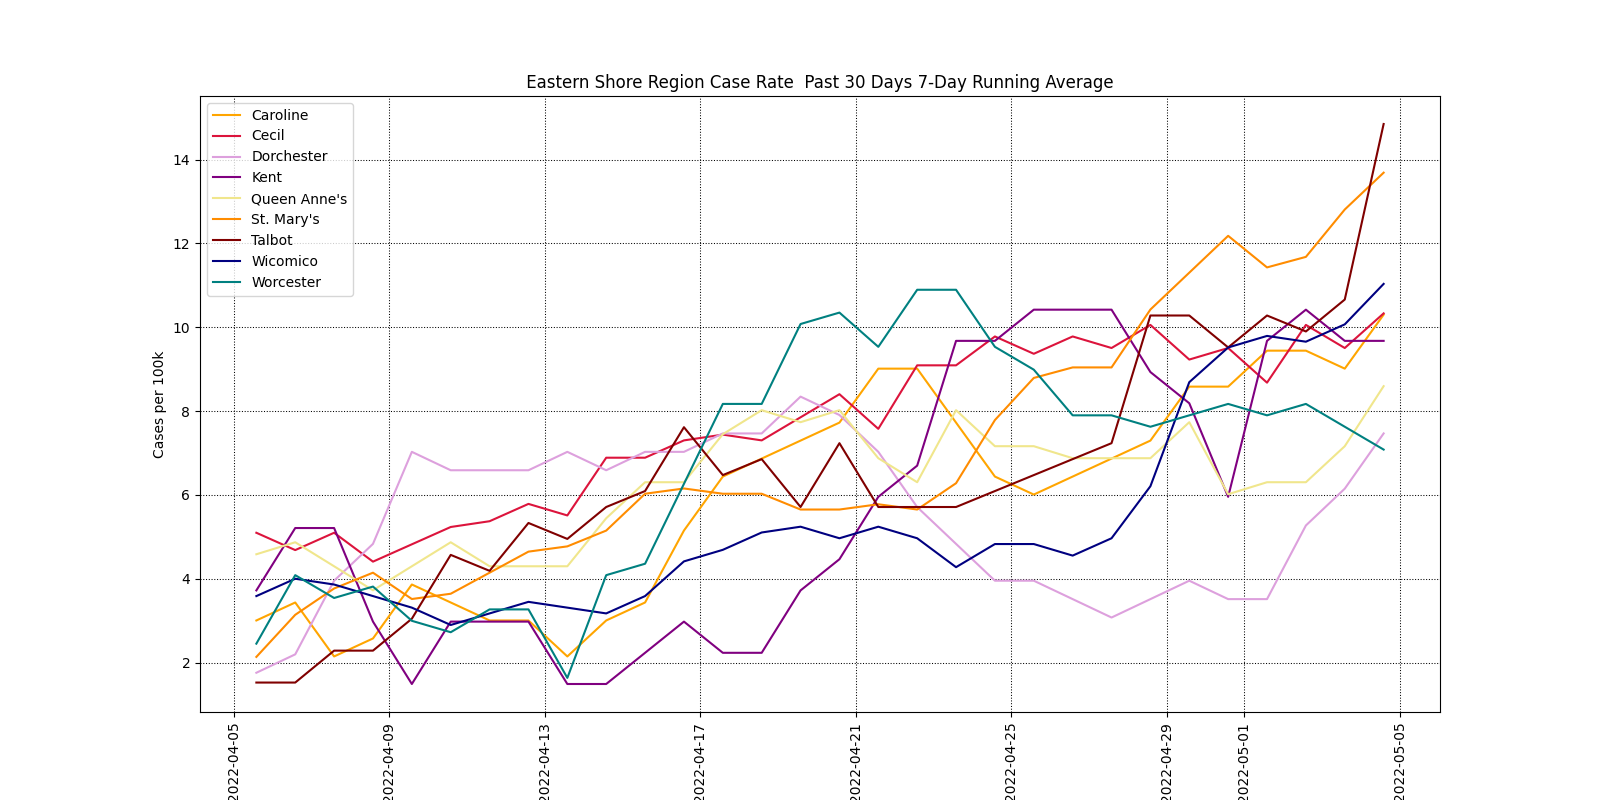 Eastern Shore Region Case Rate  Past 30 Days 7-Day Running Average
Caroline
Cecil
Dorchester
Kent
Queen Anne's
St. Mary's
Talbot
Wicomico
Worcester
Cases per 100k
14
12
10
8
6
4
2
2022-04-05
2022-04-09
2022-04-13
2022-04-17
2022-04-21
2022-04-25
2022-04-29
2022-05-01
2022-05-05